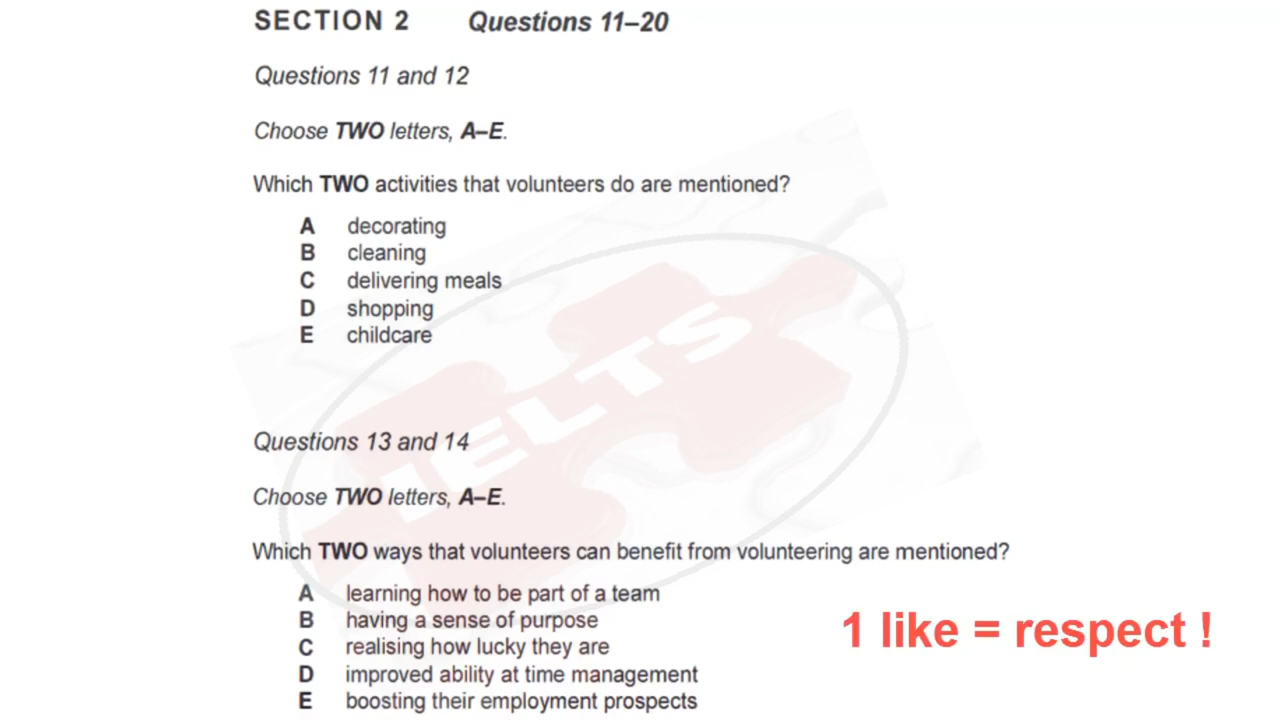 SECTION 2 Questions 11–20
Questions 11 and 12
Choose TWO letters, A–E.
Which TWO activities that volunteers do are mentioned?
A decorating
B cleaning
C delivering meals
D shopping
E childcare
IELTS
Questions 13 and 14
Choose TWO letters, A–E.
Which TWO ways that volunteers can benefit from volunteering are mentioned?
A learning how to be part of a team
B having a sense of purpose
C realising how lucky they are
D improved ability at time management
E boosting their employment prospects
1 like = respect !